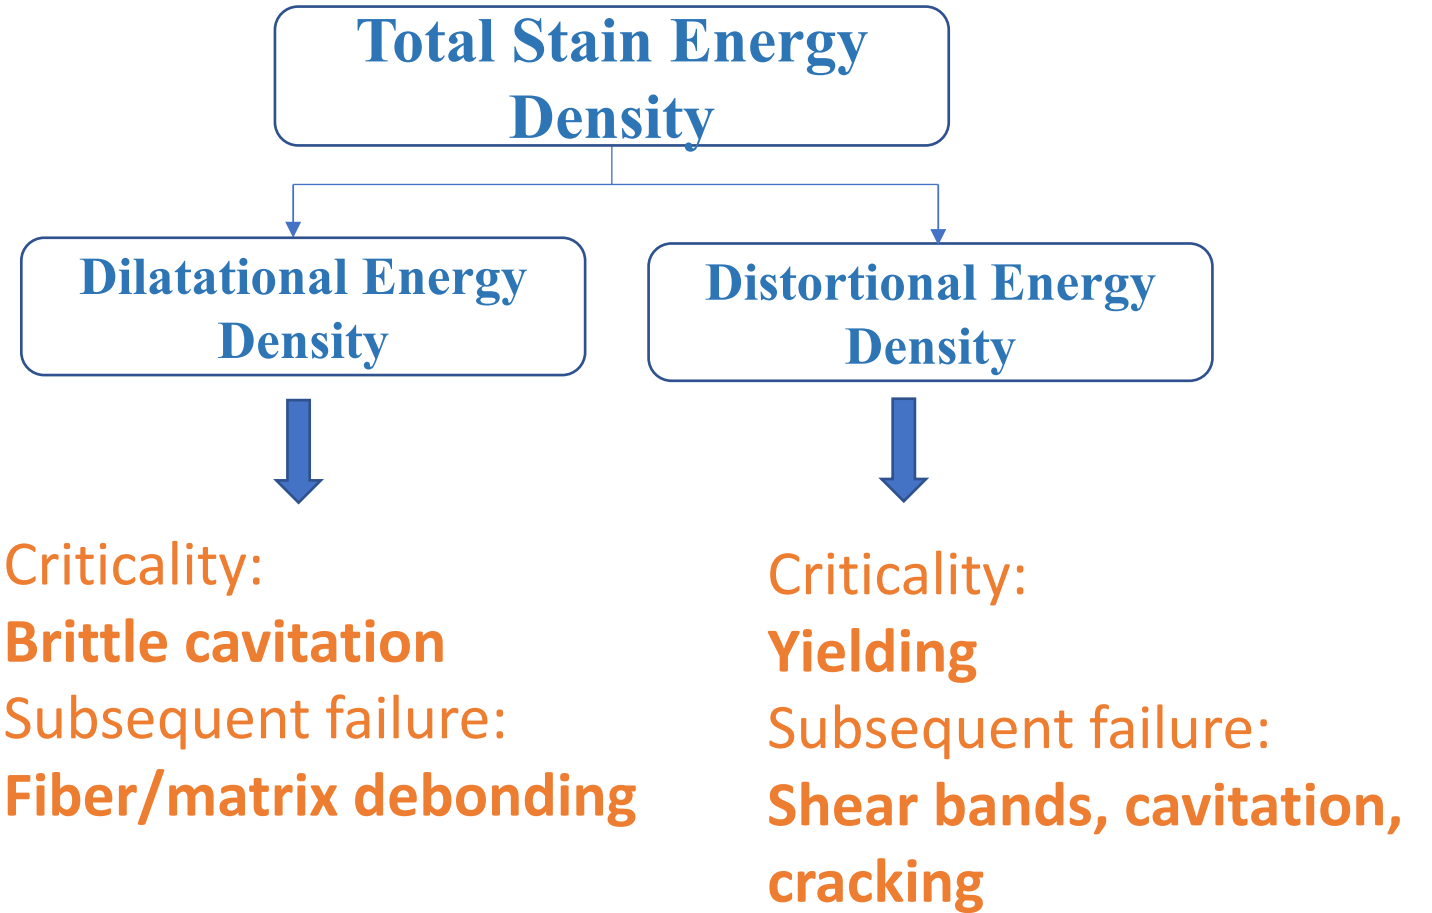 Total Stain Energy
Density
Dilatational Energy
Density
Distortional Energy
Density
Criticality:
Brittle cavitation
Subsequent failure:
Fiber/matrix debonding
Criticality:
Yielding
Subsequent failure:
Shear bands, cavitation,
cracking